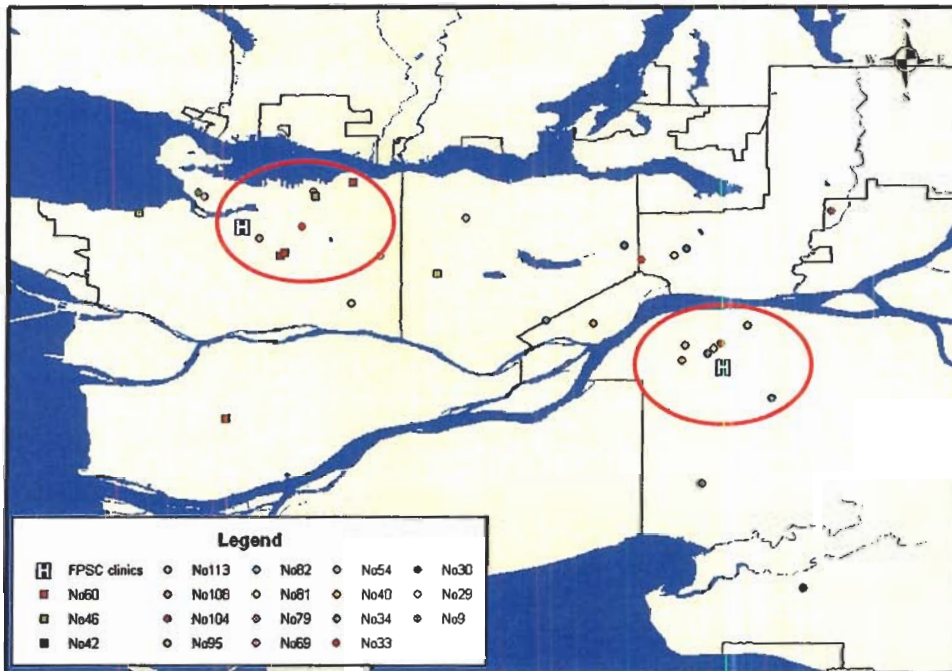 N
W E
S
Legend
H FPSC clinics No113 No82 No54 No30
No60 No108 No81 No40 No29
No46 No104 No79 No34 No9
No42 No95 No69 No33
H
H